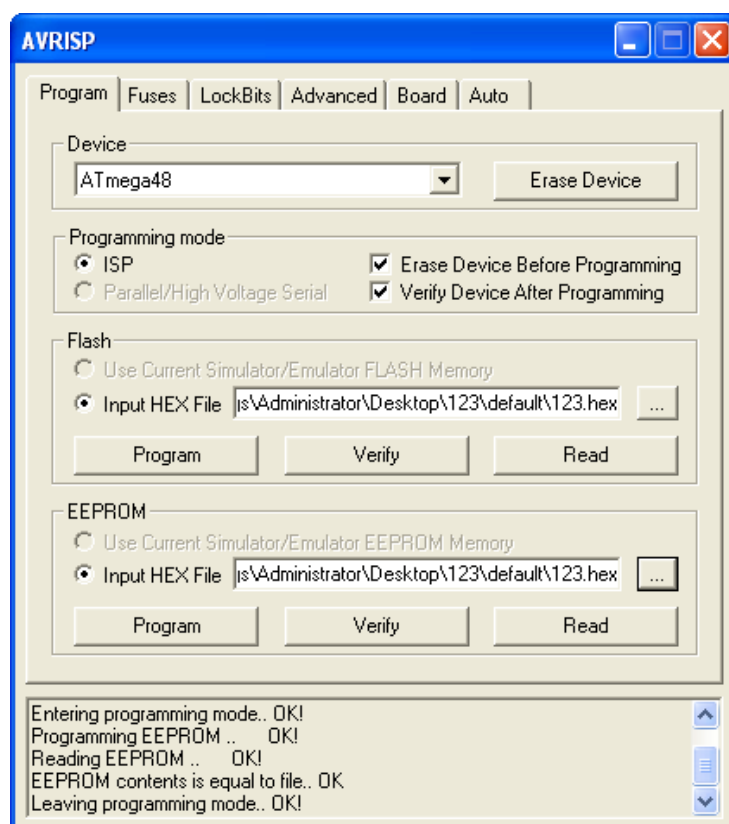 AVRISP
Program Fuses LockBits Advanced Board Auto
Device
ATmega48 Erase Device
Programming mode
ISP Erase Device Before Programming
Parallel/High Voltage Serial Verify Device After Programming
Flash
Use Current Simulator/Emulator FLASH Memory
Input HEX File gs\Administrator\Desktop\123\default\123.hex ...
Program Verify Read
EEPROM
Use Current Simulator/Emulator EEPROM Memory
Input HEX File gs\Administrator\Desktop\123\default\123.hex ...
Program Verify Read
Entering programming mode.. OK!
Programming EEPROM .. OK!
Reading EEPROM .. OK!
EEPROM contents is equal to file.. OK
Leaving programming mode.. OK!